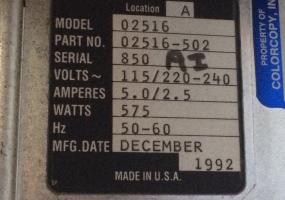 LOCATION A
MODEL 02516
PART NO. 02516-502
SERIAL 850 AI
VOLTS~ 115/220-240
AMPERES 5.0/2.5
WATTS 575
Hz 50-60
MFG.DATE DECEMBER
1992
MADE IN U.S.A.
PROPERTY OF
COLORCOPY, IN